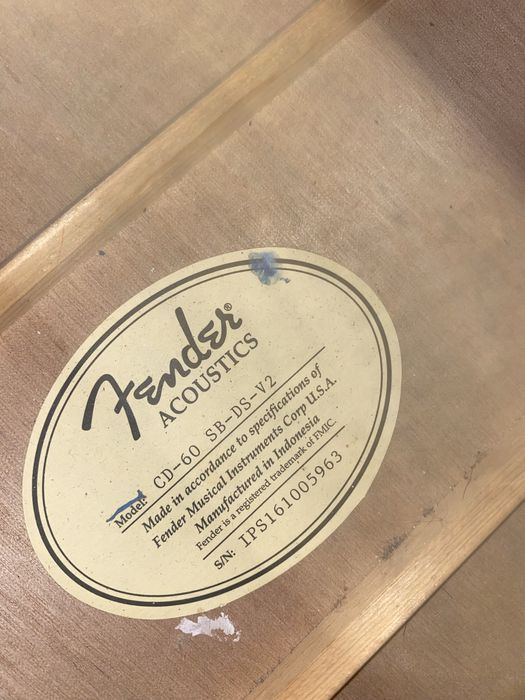 Fender®
ACOUSTICS
Model: CD-60 SB-DS-V2
Made in accordance to specifications of
Fender Musical Instruments Corp U.S.A.
Manufactured in Indonesia
Fender is a registered trademark of FMIC.
S/N: IPS161005963